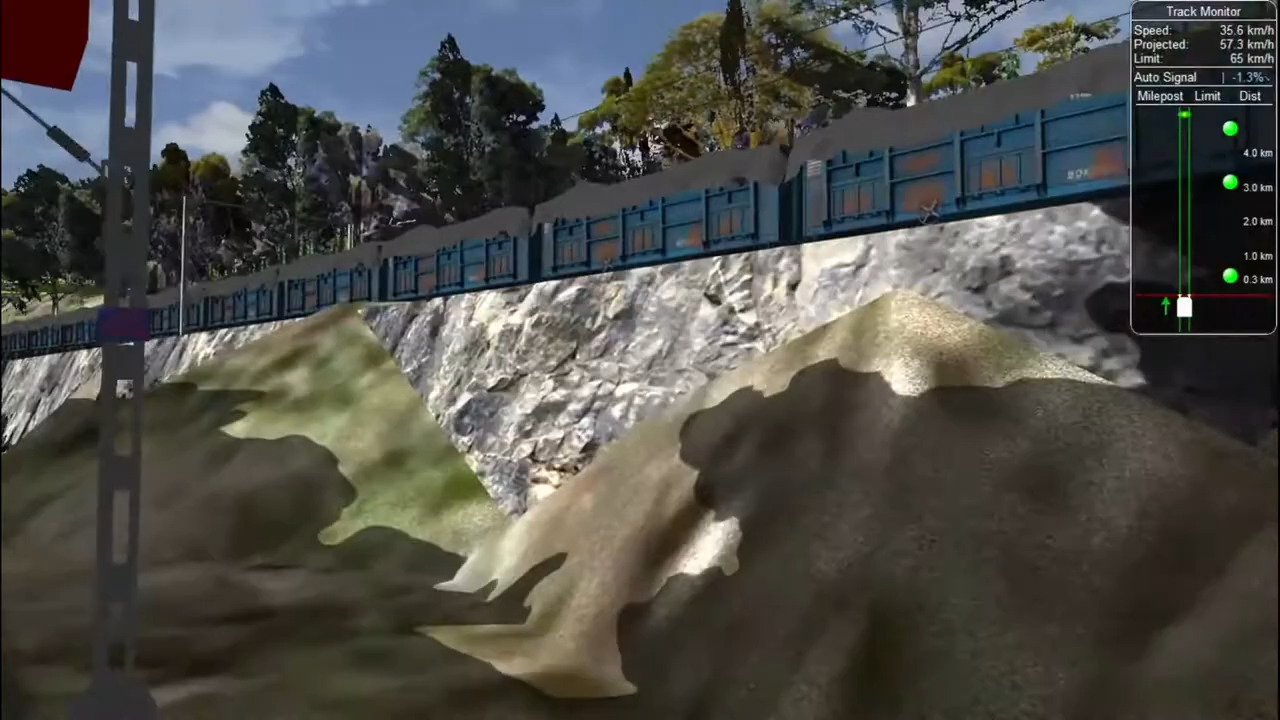 Track Monitor
Speed: 35.6 km/h
Projected: 57.3 km/h
Limit: 65 km/h
Auto Signal | -1.3%
Milepost Limit Dist
4.0 km
3.0 km
2.0 km
1.0 km
0.3 km